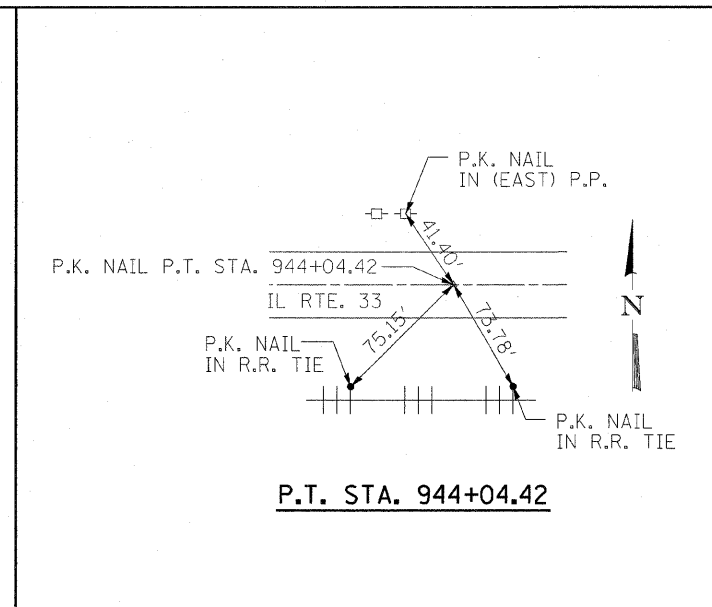 P.K. NAIL
IN (EAST) P.P.
41.40'
P.K. NAIL P.T. STA. 944+04.42
IL RTE. 33
N
75.15'
73.78'
P.K. NAIL
IN R.R. TIE
P.K. NAIL
IN R.R. TIE
P.T. STA. 944+04.42